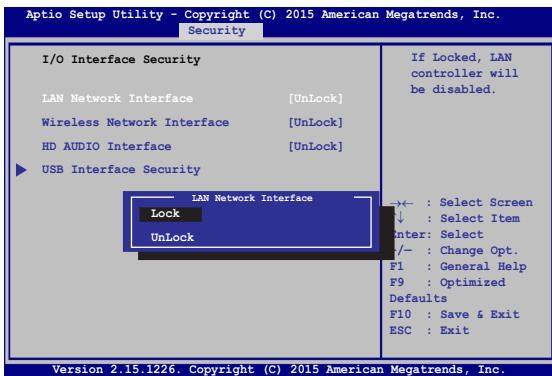 Aptio Setup Utility - Copyright (C) 2015 American Megatrends, Inc.
Security
I/O Interface Security
LAN Network Interface [UnLock]
Wireless Network Interface [UnLock]
HD AUDIO Interface [UnLock]
USB Interface Security
If Locked, LAN
controller will
be disabled.
LAN Network Interface
Lock
UnLock
→← : Select Screen
↑↓ : Select Item
Enter: Select
+/— : Change Opt.
F1 : General Help
F9 : Optimized
Defaults
F10 : Save & Exit
ESC : Exit
Version 2.15.1226. Copyright (C) 2015 American Megatrends, Inc.